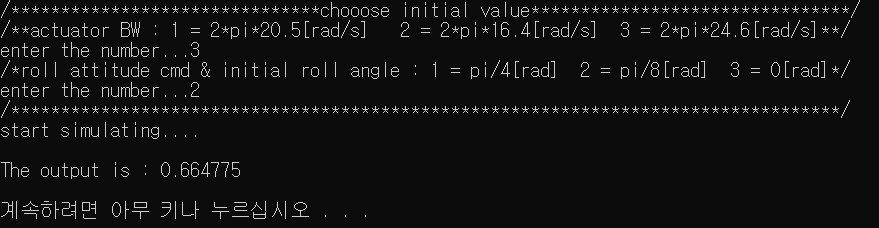 /*******************************chooose initial value********************************/
/**actuator BW : 1 = 2*pi*20.5[rad/s]   2 = 2*pi*16.4[rad/s]  3 = 2*pi*24.6[rad/s]**/
enter the number...3
/*roll attitude cmd & initial roll angle : 1 = pi/4[rad]  2 = pi/8[rad]  3 = 0[rad]*/
enter the number...2
/***********************************************************************************/
start simulating....
The output is : 0.664775
계속하려면 아무 키나 누르십시오 . . .